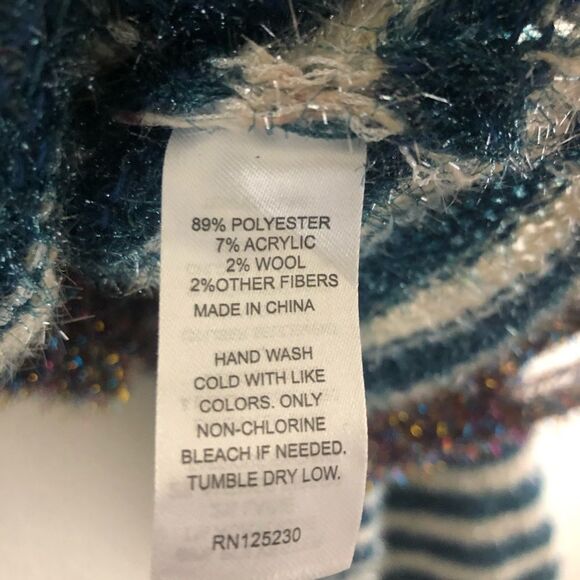 89% POLYESTER
7% ACRYLIC
2% WOOL
2%OTHER FIBERS
MADE IN CHINA
HAND WASH
COLD WITH LIKE
COLORS. ONLY
NON-CHLORINE
BLEACH IF NEEDED.
TUMBLE DRY LOW.
RN125230